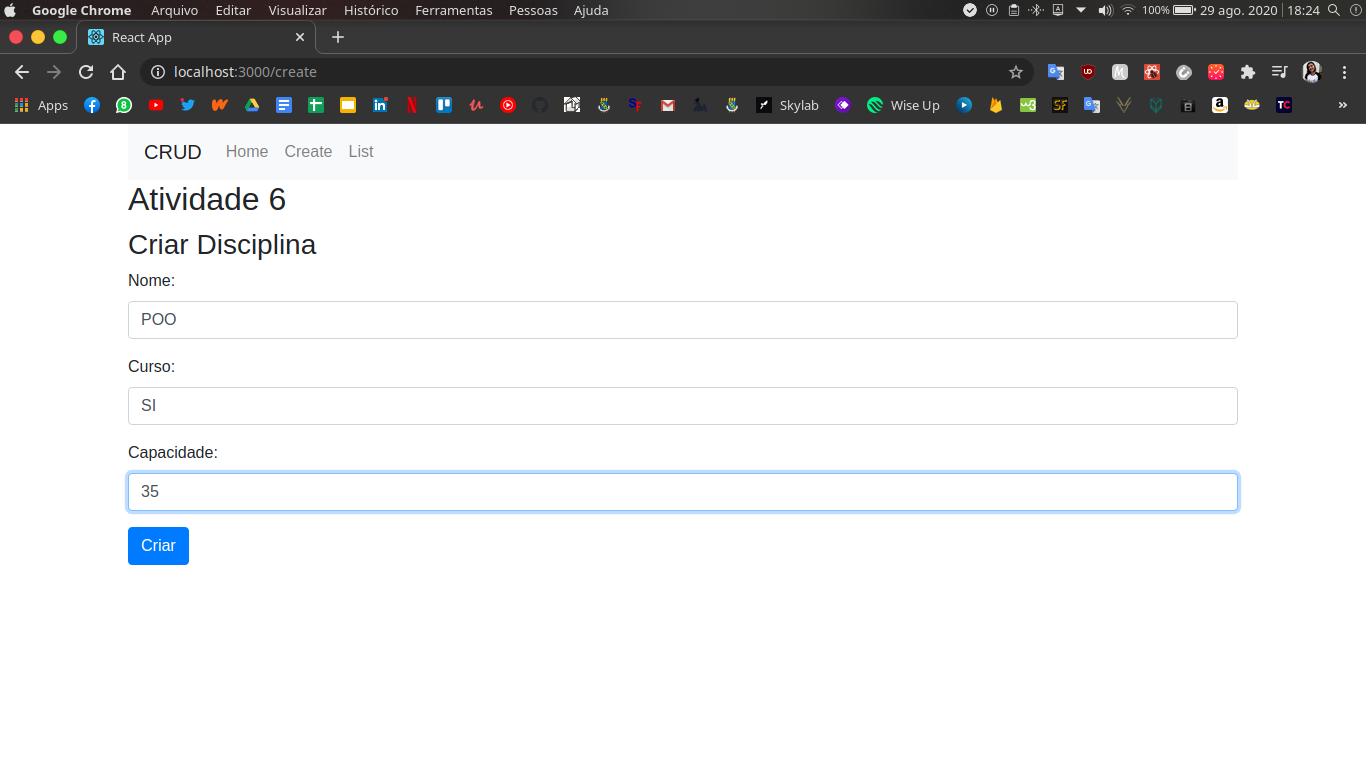 Google Chrome Arquivo Editar Visualizar Histórico Ferramentas Pessoas Ajuda 100% 29 ago. 2020 18:24
React App
localhost:3000/create
Apps Skylab Wise Up »
CRUD Home Create List
Atividade 6
Criar Disciplina
Nome:
POO
Curso:
SI
Capacidade:
35
Criar